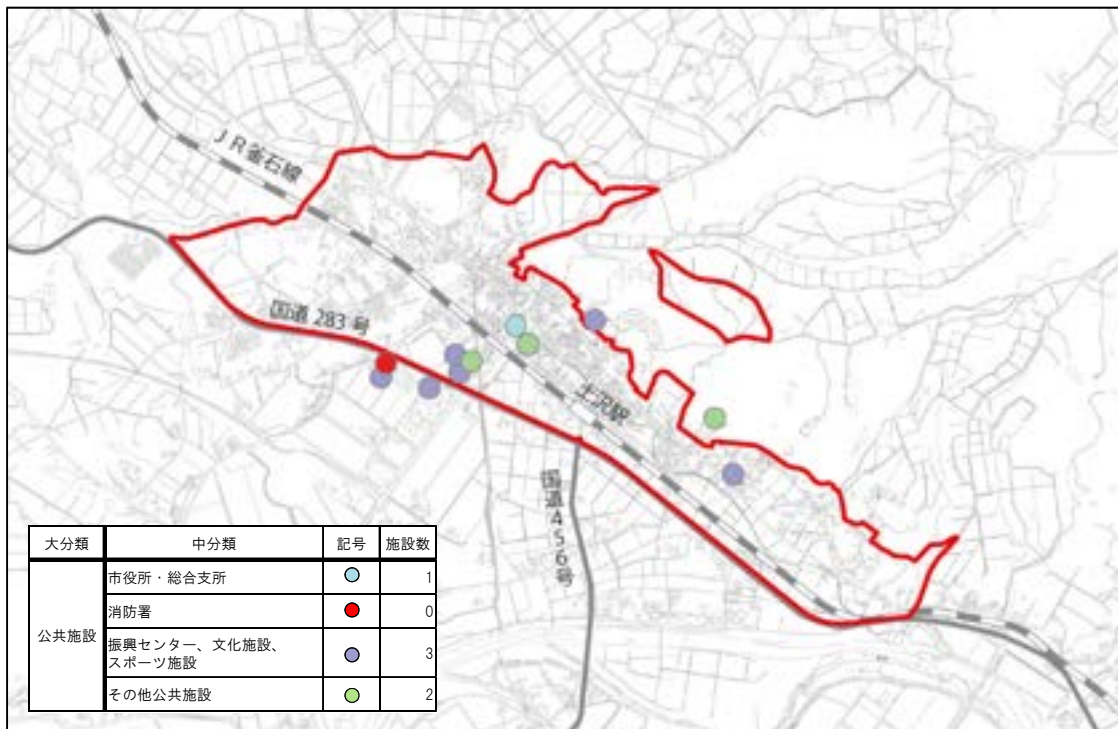 JR釜石線
国道 283 号
土沢駅
国道456号
大分類 中分類 記号 施設数
公共施設
市役所・総合支所 1
消防署 0
振興センター、文化施設、
スポーツ施設 3
その他公共施設 2